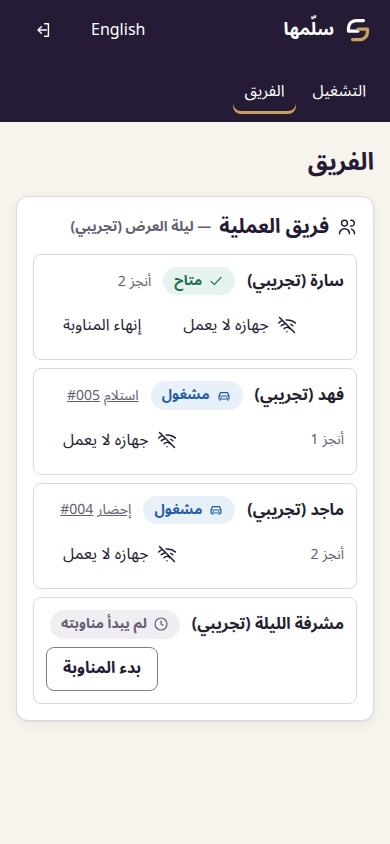 سلّمها
English
التشغيل
الفريق
الفريق
فريق العملية — ليلة العرض (تجريبي)
سارة (تجريبي) متاح أنجز 2
جهازه لا يعمل إنهاء المناوبة
فهد (تجريبي) مشغول استلام 005#
أنجز 1 جهازه لا يعمل
ماجد (تجريبي) مشغول إحضار 004#
أنجز 2 جهازه لا يعمل
مشرفة الليلة (تجريبي) لم يبدأ مناوبته
بدء المناوبة